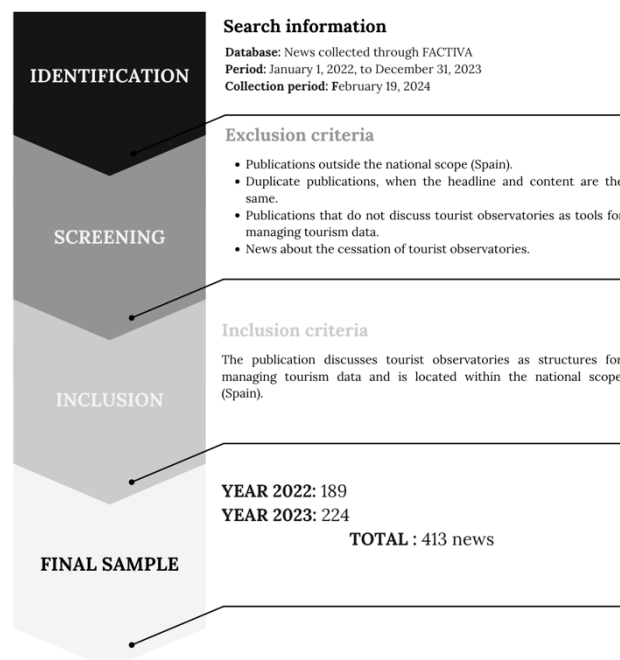 IDENTIFICATION
Search information
Database: News collected through FACTIVA
Period: January 1, 2022, to December 31, 2023
Collection period: February 19, 2024
SCREENING
Exclusion criteria
• Publications outside the national scope (Spain).
• Duplicate publications, when the headline and content are the
same.
• Publications that do not discuss tourist observatories as tools for
managing tourism data.
• News about the cessation of tourist observatories.
INCLUSION
Inclusion criteria
The publication discusses tourist observatories as structures for
managing tourism data and is located within the national scope
(Spain).
FINAL SAMPLE
YEAR 2022: 189
YEAR 2023: 224
TOTAL : 413 news